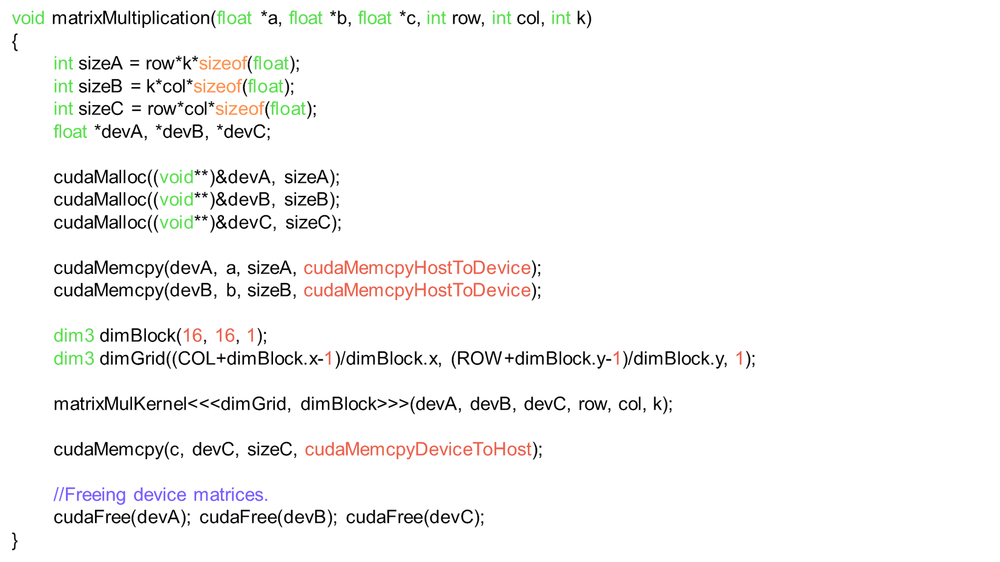 void matrixMultiplication(float *a, float *b, float *c, int row, int col, int k)
{
int sizeA = row*k*sizeof(float);
int sizeB = k*col*sizeof(float);
int sizeC = row*col*sizeof(float);
float *devA, *devB, *devC;
cudaMalloc((void**)&devA, sizeA);
cudaMalloc((void**)&devB, sizeB);
cudaMalloc((void**)&devC, sizeC);
cudaMemcpy(devA, a, sizeA, cudaMemcpyHostToDevice);
cudaMemcpy(devB, b, sizeB, cudaMemcpyHostToDevice);
dim3 dimBlock(16, 16, 1);
dim3 dimGrid((COL+dimBlock.x-1)/dimBlock.x, (ROW+dimBlock.y-1)/dimBlock.y, 1);
matrixMulKernel<<<dimGrid, dimBlock>>>(devA, devB, devC, row, col, k);
cudaMemcpy(c, devC, sizeC, cudaMemcpyDeviceToHost);
//Freeing device matrices.
cudaFree(devA); cudaFree(devB); cudaFree(devC);
}